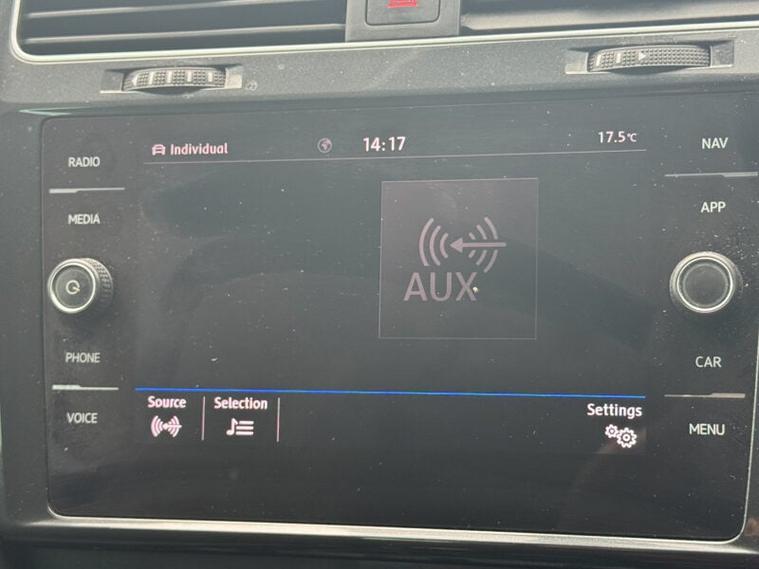 RADIO
MEDIA
PHONE
VOICE
Individual
14:17
17.5°C
AUX
Source
Selection
Settings
NAV
APP
CAR
MENU